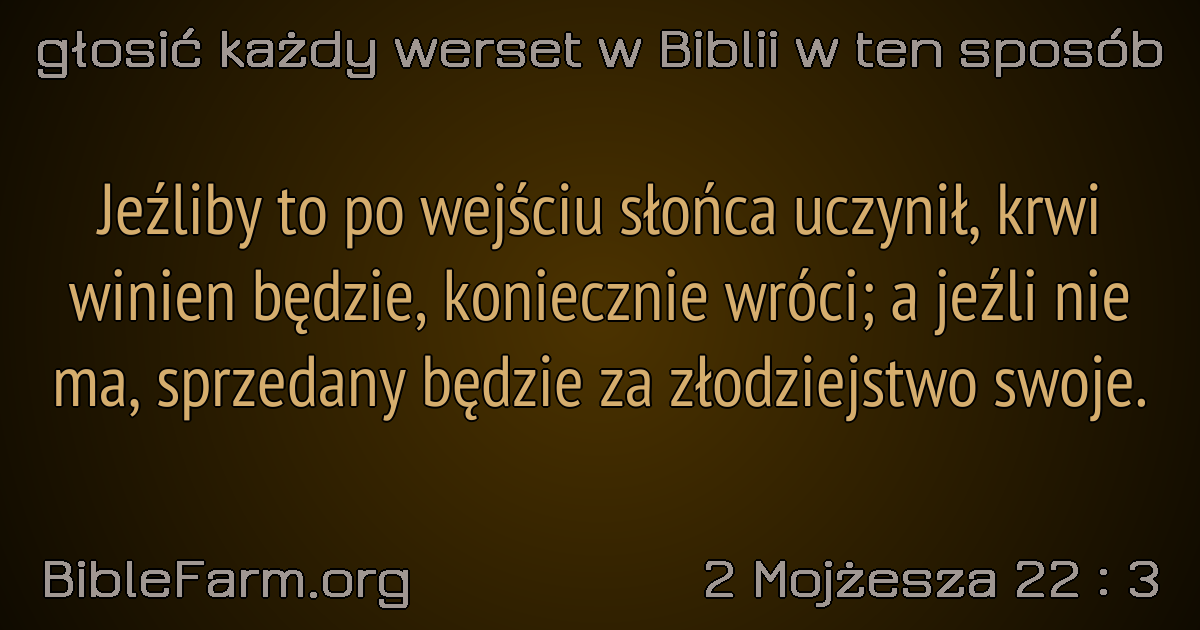 głosić każdy werset w Biblii w ten sposób
Jeźliby to po wejściu słońca uczynił, krwi
winien będzie, koniecznie wróci; a jeźli nie
ma, sprzedany będzie za złodziejstwo swoje.
BibleFarm.org
2 Mojżesza 22 : 3